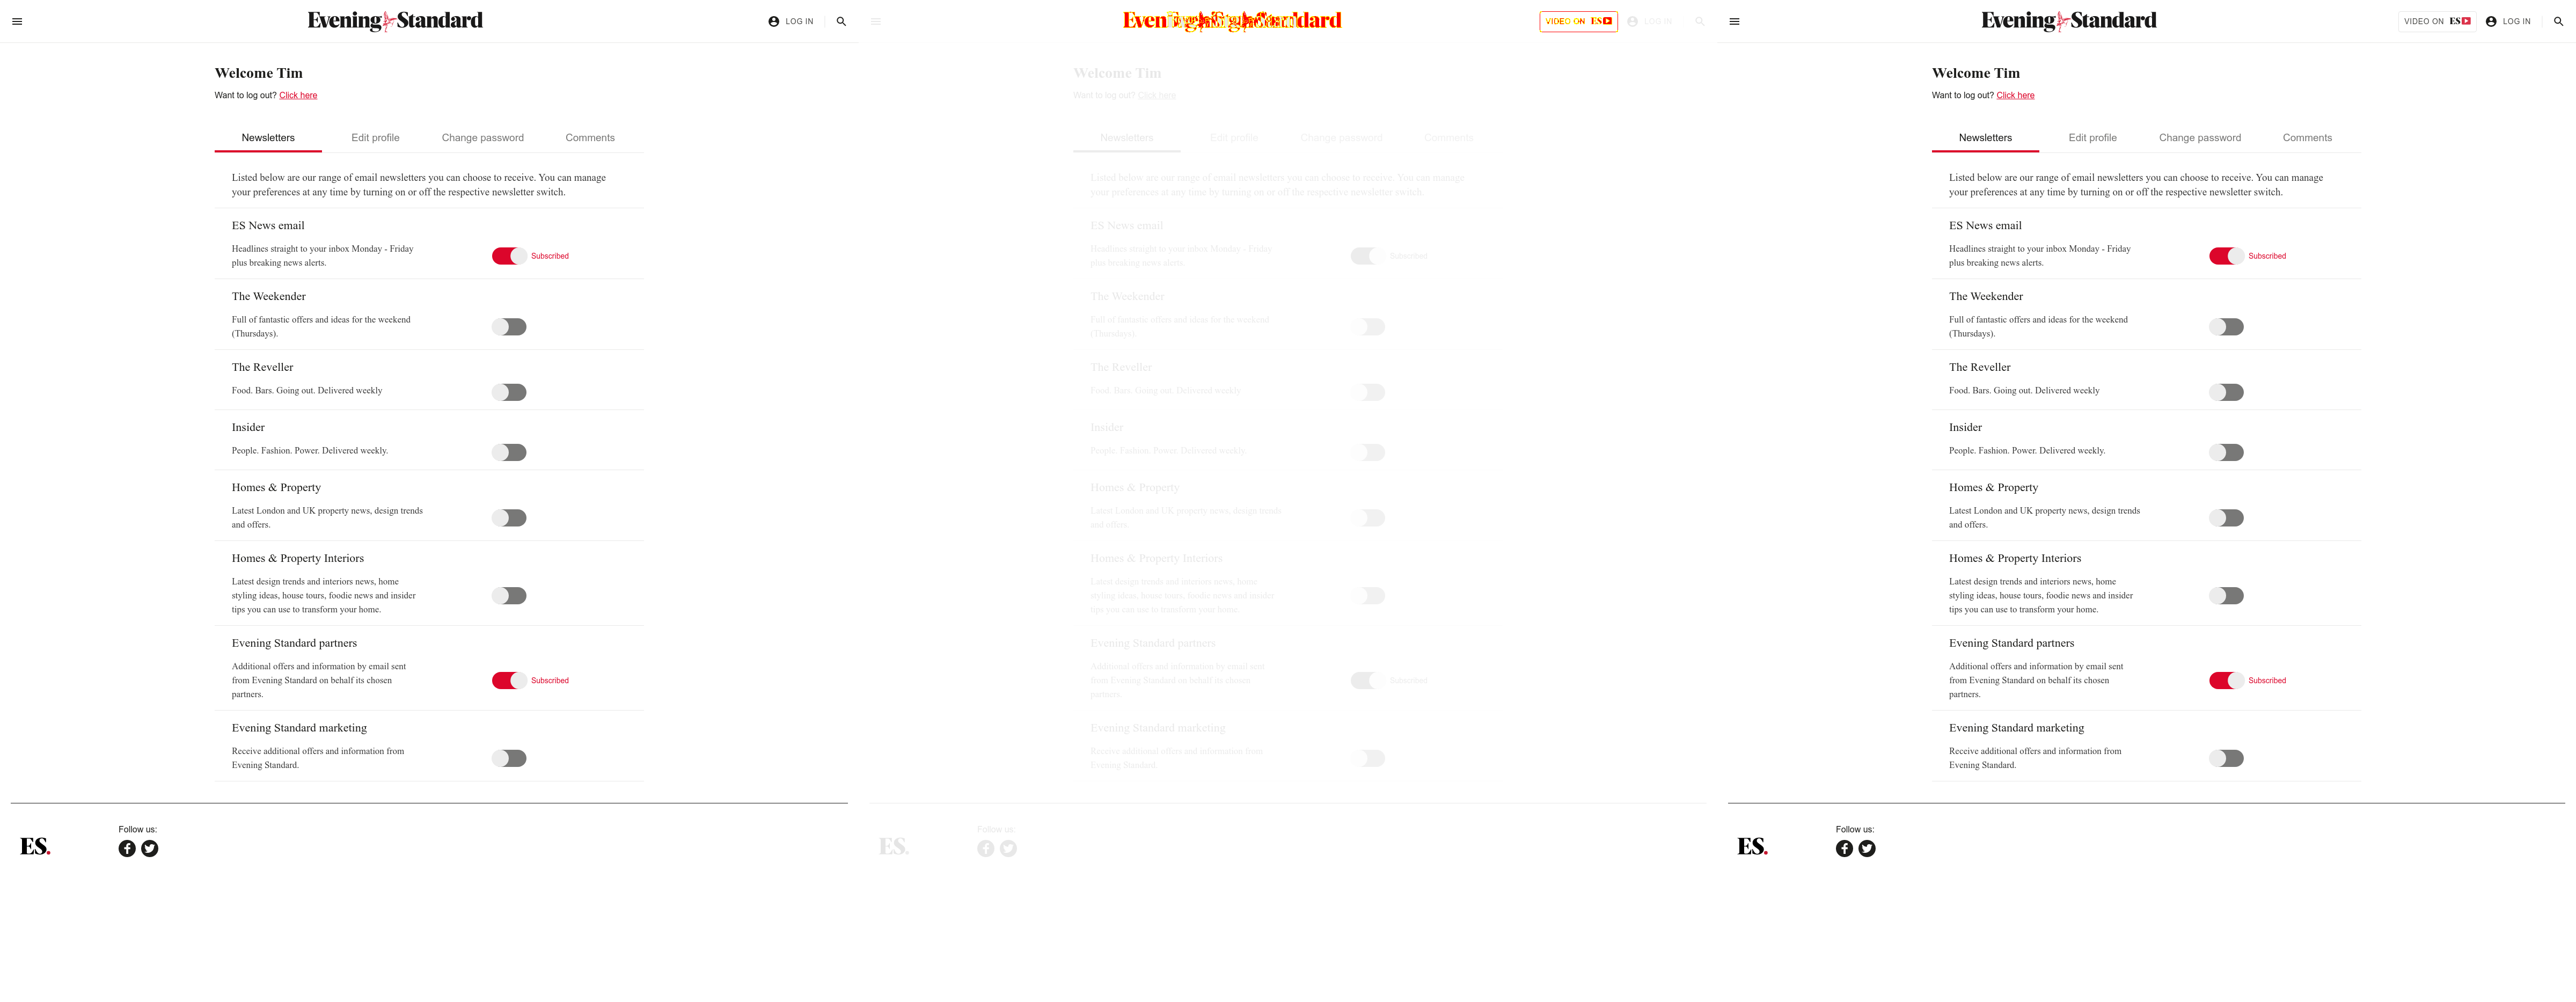 Evening Standard
LOG IN
Welcome Tim
Want to log out? Click here
Newsletters Edit profile Change password Comments
Listed below are our range of email newsletters you can choose to receive. You can manage
your preferences at any time by turning on or off the respective newsletter switch.
ES News email
Headlines straight to your inbox Monday - Friday
plus breaking news alerts.
Subscribed
The Weekender
Full of fantastic offers and ideas for the weekend
(Thursdays).
The Reveller
Food. Bars. Going out. Delivered weekly
Insider
People. Fashion. Power. Delivered weekly.
Homes & Property
Latest London and UK property news, design trends
and offers.
Homes & Property Interiors
Latest design trends and interiors news, home
styling ideas, house tours, foodie news and insider
tips you can use to transform your home.
Evening Standard partners
Additional offers and information by email sent
from Evening Standard on behalf its chosen
partners.
Subscribed
Evening Standard marketing
Receive additional offers and information from
Evening Standard.
ES.
Follow us:
VIDEO ON ES
LOG IN
Welcome Tim
Want to log out? Click here
Newsletters Edit profile Change password Comments
Listed below are our range of email newsletters you can choose to receive. You can manage
your preferences at any time by turning on or off the respective newsletter switch.
ES News email
Headlines straight to your inbox Monday - Friday
plus breaking news alerts.
Subscribed
The Weekender
Full of fantastic offers and ideas for the weekend
(Thursdays).
The Reveller
Food. Bars. Going out. Delivered weekly
Insider
People. Fashion. Power. Delivered weekly.
Homes & Property
Latest London and UK property news, design trends
and offers.
Homes & Property Interiors
Latest design trends and interiors news, home
styling ideas, house tours, foodie news and insider
tips you can use to transform your home.
Evening Standard partners
Additional offers and information by email sent
from Evening Standard on behalf its chosen
partners.
Subscribed
Evening Standard marketing
Receive additional offers and information from
Evening Standard.
ES.
Follow us:
Evening Standard
VIDEO ON ES
LOG IN
Welcome Tim
Want to log out? Click here
Newsletters Edit profile Change password Comments
Listed below are our range of email newsletters you can choose to receive. You can manage
your preferences at any time by turning on or off the respective newsletter switch.
ES News email
Headlines straight to your inbox Monday - Friday
plus breaking news alerts.
Subscribed
The Weekender
Full of fantastic offers and ideas for the weekend
(Thursdays).
The Reveller
Food. Bars. Going out. Delivered weekly
Insider
People. Fashion. Power. Delivered weekly.
Homes & Property
Latest London and UK property news, design trends
and offers.
Homes & Property Interiors
Latest design trends and interiors news, home
styling ideas, house tours, foodie news and insider
tips you can use to transform your home.
Evening Standard partners
Additional offers and information by email sent
from Evening Standard on behalf its chosen
partners.
Subscribed
Evening Standard marketing
Receive additional offers and information from
Evening Standard.
ES.
Follow us: